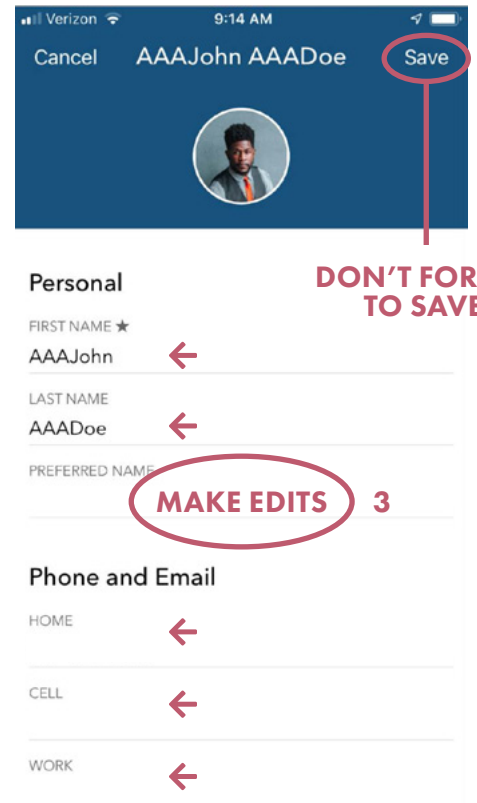 Verizon 9:14 AM
Cancel AAAJohn AAADoe Save
DON'T FOR
TO SAVE
Personal
FIRST NAME ★
AAAJohn
LAST NAME
AAADoe
PREFERRED NAME
MAKE EDITS 3
Phone and Email
HOME
CELL
WORK